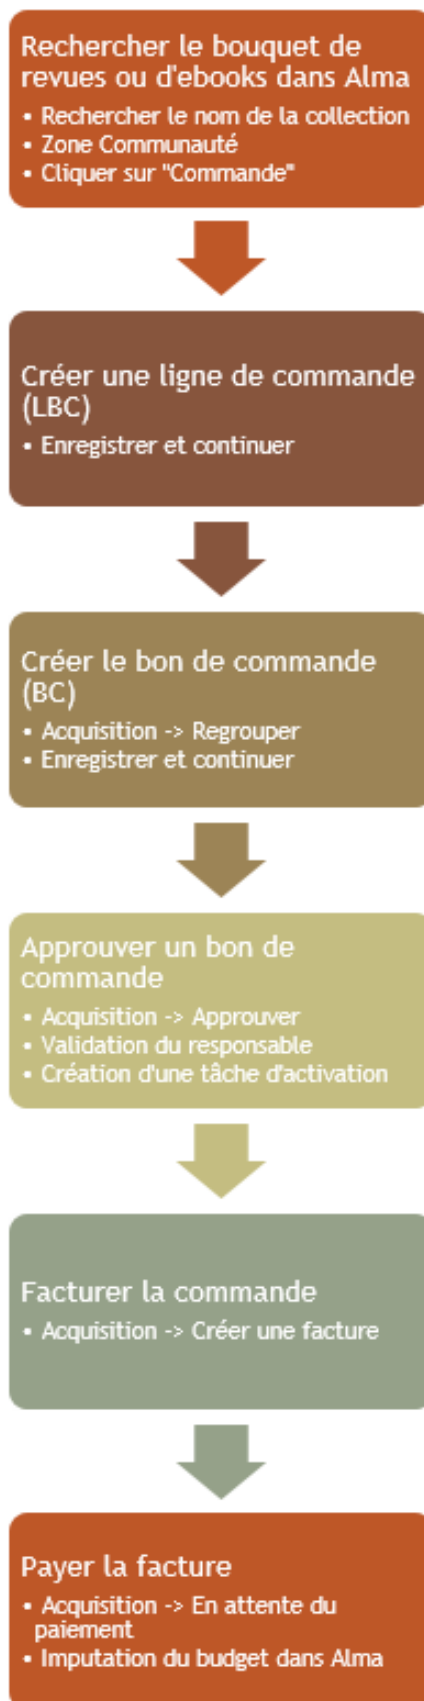 Rechercher le bouquet de
revues ou d'ebooks dans Alma
• Rechercher le nom de la collection
• Zone Communauté
• Cliquer sur "Commande"
Créer une ligne de commande
(LBC)
• Enregistrer et continuer
Créer le bon de commande
(BC)
• Acquisition -> Regrouper
• Enregistrer et continuer
Approuver un bon de
commande
• Acquisition -> Approuver
• Validation du responsable
• Création d'une tâche d'activation
Facturer la commande
• Acquisition -> Créer une facture
Payer la facture
• Acquisition -> En attente du
paiement
• Imputation du budget dans Alma